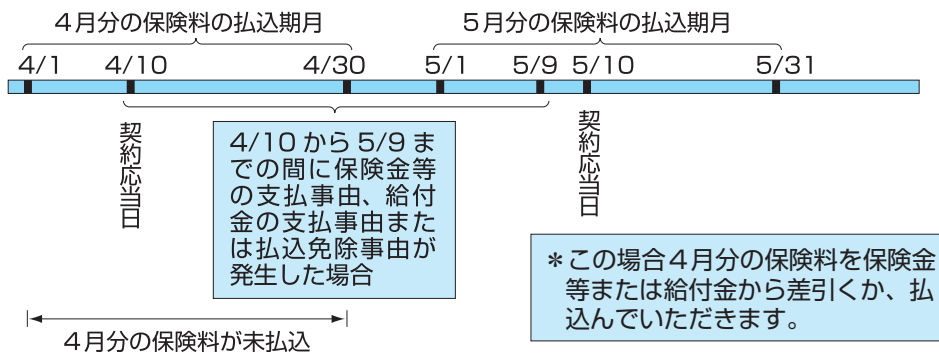 4月分の保険料の払込期月
5月分の保険料の払込期月
4/1 4/10 4/30 5/1 5/9 5/10 5/31
契約応当日
4/10から5/9ま
での間に保険金等
の支払事由、給付
金の支払事由また
は払込免除事由が
発生した場合
契約応当日
*この場合4月分の保険料を保険金
等または給付金から差引くか、払
込んでいただきます。
4月分の保険料が未払込